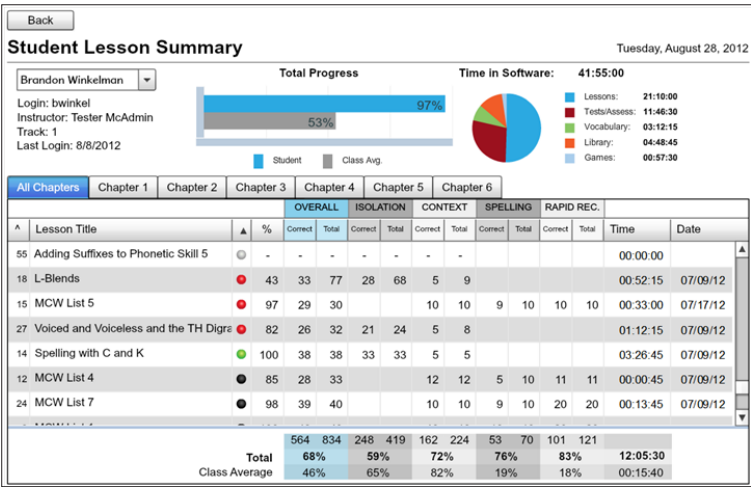 Back
Student Lesson Summary
Tuesday, August 28, 2012
Brandon Winkelman
Login: bwinkel
Instructor: Tester McAdmin
Track: 1
Last Login: 8/8/2012
Total Progress
97%
53%
Student Class Avg.
Time in Software: 41:55:00
Lessons: 21:10:00
Tests/Assess: 11:46:30
Vocabulary: 03:12:15
Library: 04:48:45
Games: 00:57:30
All Chapters Chapter 1 Chapter 2 Chapter 3 Chapter 4 Chapter 5 Chapter 6
OVERALL ISOLATION CONTEXT SPELLING RAPID REC.
^ Lesson Title ▲ % Correct Total Correct Total Correct Total Correct Total Correct Total Time Date
55 Adding Suffixes to Phonetic Skill 5 - - - - - - - 00:00:00
18 L-Blends 43 33 77 28 68 5 9 00:52:15 07/09/12
15 MCW List 5 97 29 30 10 10 9 10 10 10 00:33:00 07/17/12
27 Voiced and Voiceless and the TH Digra 82 26 32 21 24 5 8 01:12:15 07/09/12
14 Spelling with C and K 100 38 38 33 33 5 5 03:26:45 07/09/12
12 MCW List 4 85 28 33 12 12 5 10 11 11 00:00:45 07/09/12
24 MCW List 7 98 39 40 10 10 9 10 20 20 00:13:45 07/09/12
564 834 248 419 162 224 53 70 101 121
Total 68% 59% 72% 76% 83% 12:05:30
Class Average 46% 65% 82% 19% 18% 00:15:40